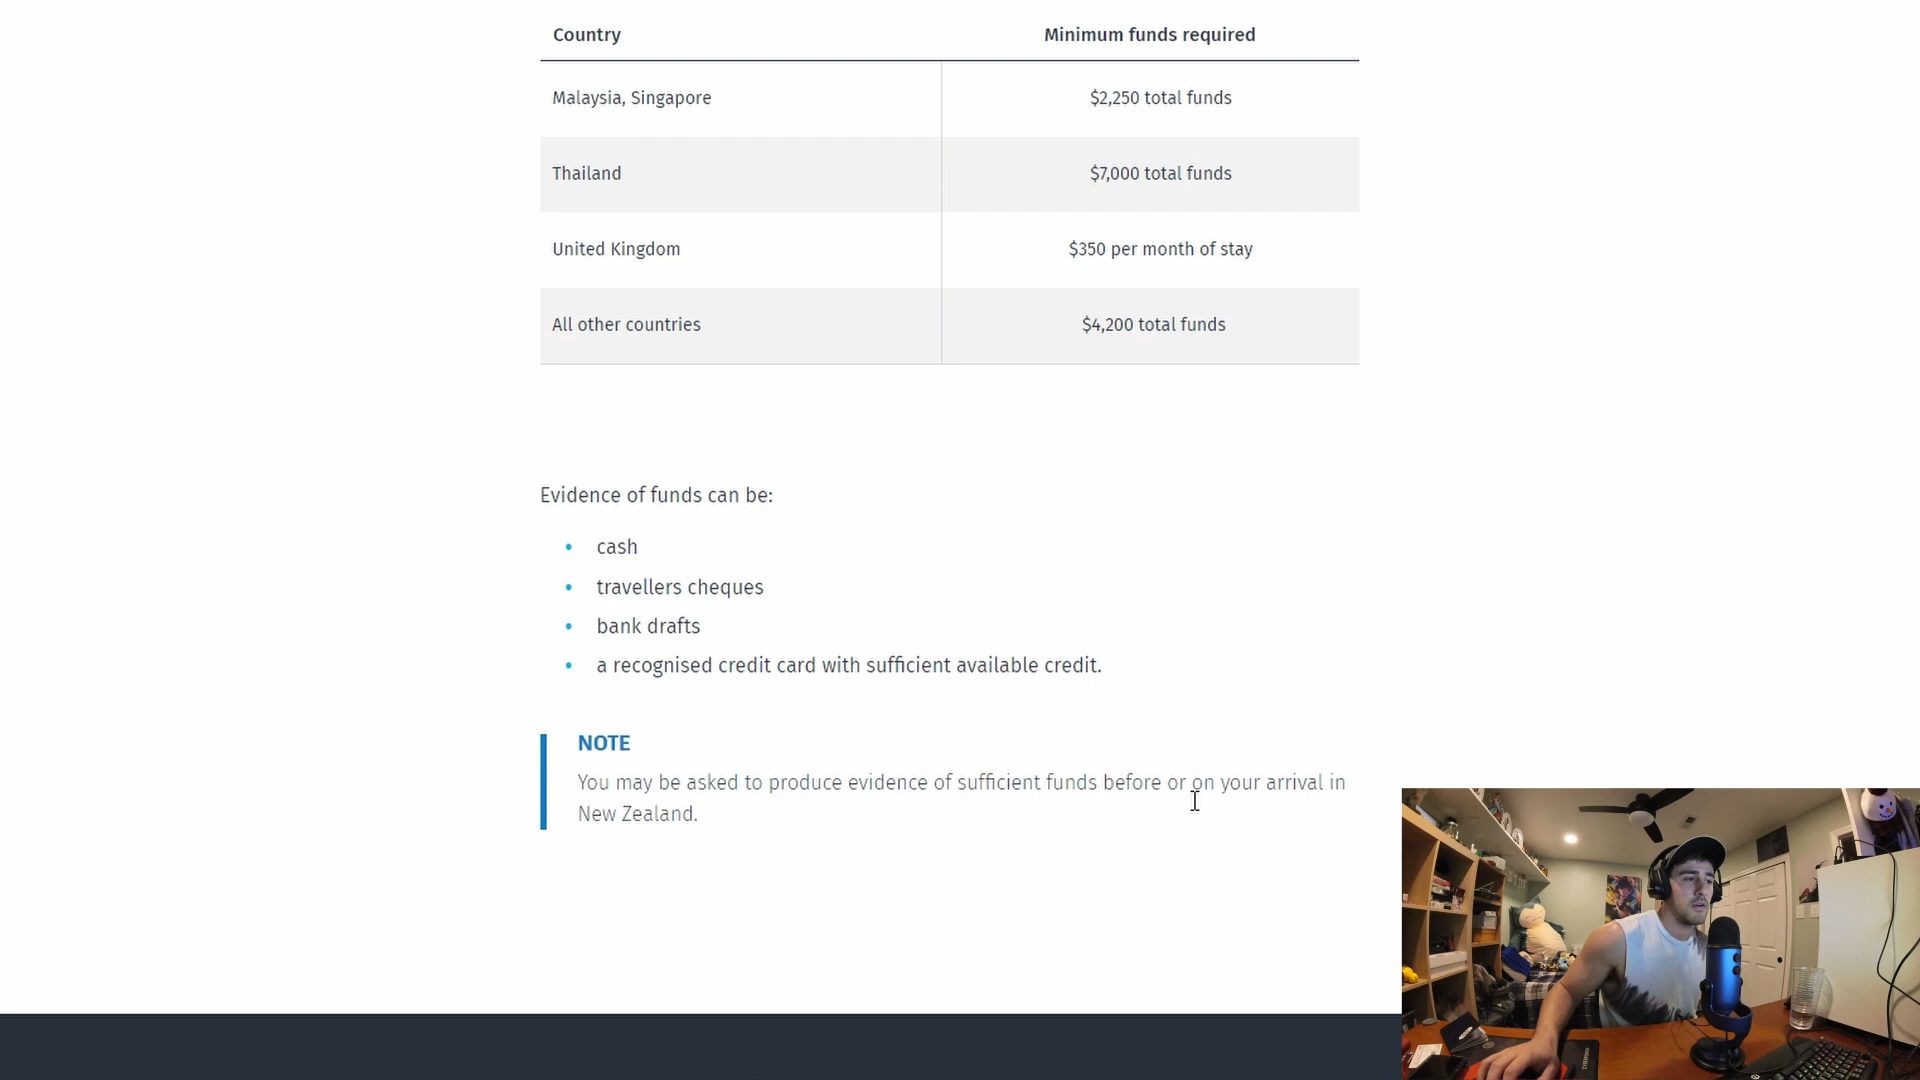 Country Minimum funds required
Malaysia, Singapore $2,250 total funds
Thailand $7,000 total funds
United Kingdom $350 per month of stay
All other countries $4,200 total funds
Evidence of funds can be:
• cash
• travellers cheques
• bank drafts
• a recognised credit card with sufficient available credit.
NOTE
You may be asked to produce evidence of sufficient funds before or on your arrival in
New Zealand.